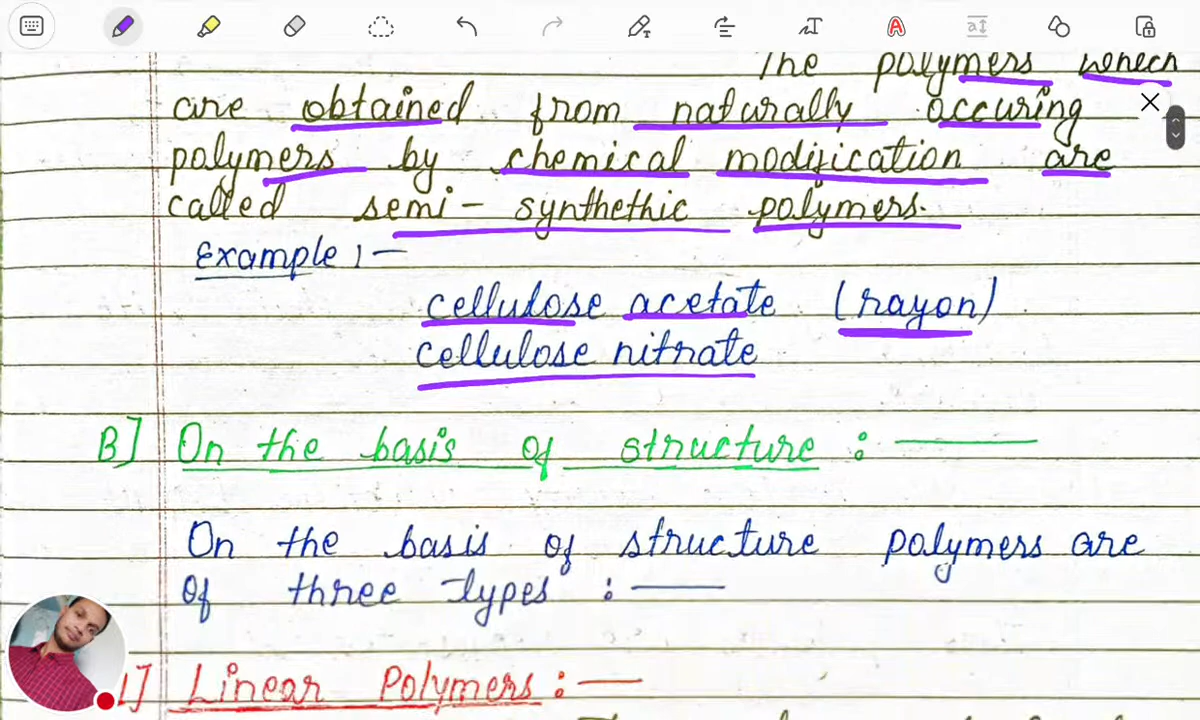 The polymers which
are obtained from naturally accuring
polymers by chemical modification are
called semi - synthethic polymers.
Example :-
cellulose acetate (rayon)
cellulose nitrate
B] On the basis of structure :-
On the basis of structure polymers are
of three types :-
1] Linear Polymers :-